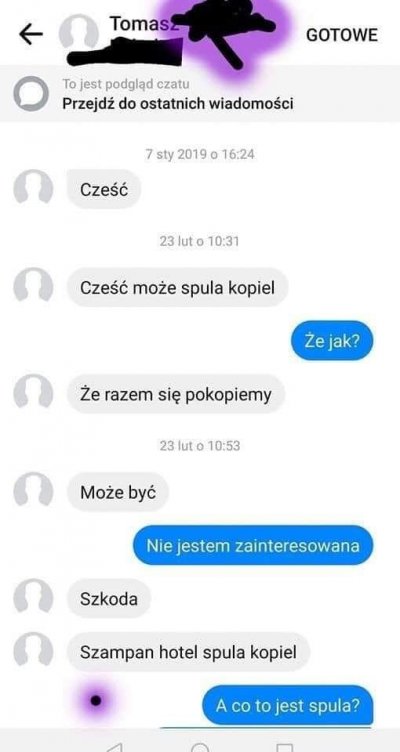 Tomasz
GOTOWE
To jest podgląd czatu
Przejdź do ostatnich wiadomości
7 sty 2019 o 16:24
Cześć
23 lut o 10:31
Cześć może spula kopiel
Że jak?
Że razem się pokopiemy
23 lut o 10:53
Może być
Nie jestem zainteresowana
Szkoda
Szampan hotel spula kopiel
A co to jest spula?